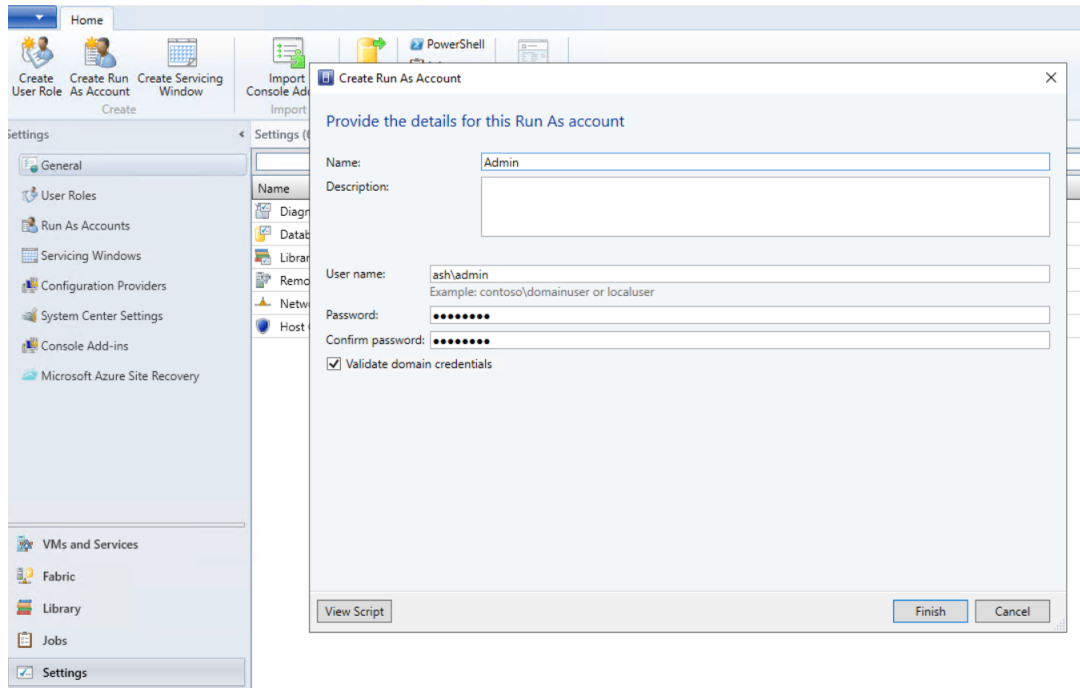 Home
PowerShell
Create
User Role
Create Run
As Account
Create Servicing
Window
Import
Console Add
Create
Import
Create Run As Account
Provide the details for this Run As account
Name:
Admin
Description:
User name:
ash\admin
Example: contoso\domainuser or localuser
Password:
●●●●●●●●
Confirm password:
●●●●●●●●
Validate domain credentials
View Script
Finish
Cancel
Settings
General
User Roles
Run As Accounts
Servicing Windows
Configuration Providers
System Center Settings
Console Add-ins
Microsoft Azure Site Recovery
Settings (
Name
Diagr
Datab
Librar
Remo
Netwo
Host
VMs and Services
Fabric
Library
Jobs
Settings